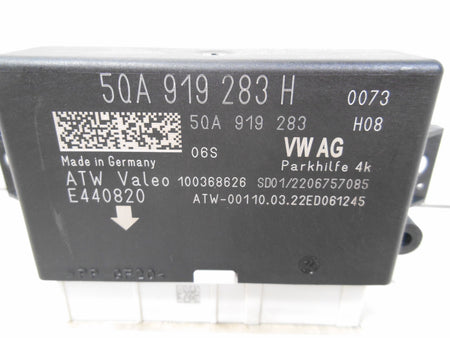 5QA 919 283 H 0073
5QA 919 283 H08
06S VW AG
Made in Germany Parkhilfe 4k
ATW Valeo 100368626 SD01/2206757085
E440820 ATW-00110.03.22ED061245